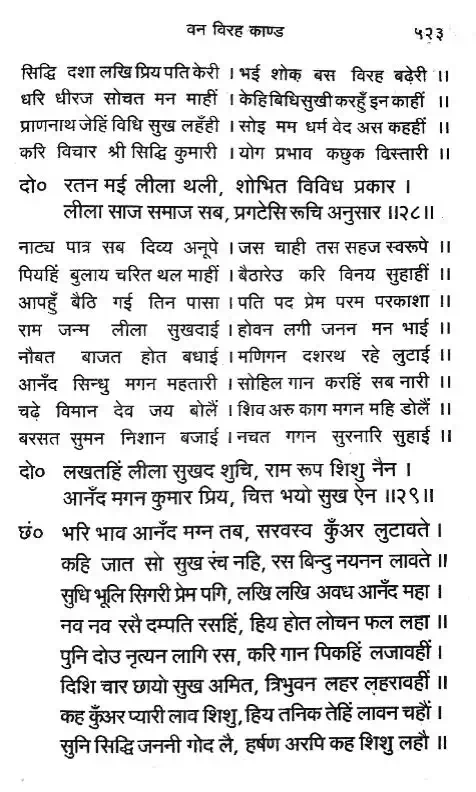 वन विरह काण्ड ५२३
सिद्धि दशा लखि प्रिय पति केरी । भई शोक बस विरह बढ़ेरी ॥
धरि धीरज सोचत मन माहीं । केहि बिधि सुखी करहुँ इन काहीं ॥
प्राणनाथ जेहिं विधि सुख लहँही । सोइ मम धर्म वेद अस कहहीं ॥
करि विचार श्री सिद्धि कुमारी । योग प्रभाव कछुक विस्तारी ॥
दो० रतन मई लीला थली, शोभित विविध प्रकार ।
लीला साज समाज सब, प्रगटेसि रूचि अनुसार ॥२८॥
नाट्य पात्र सब दिव्य अनूपे । जस चाही तस सहज स्वरूपे ॥
पियहिं बुलाय चरित थल माहीं । बैठारेउ करि विनय सुहाहीं ॥
आपहुँ बैठि गई तिन पासा । पति पद प्रेम परम परकाशा ॥
राम जन्म लीला सुखदाई । होवन लगी जनन मन भाई ॥
नौबत बाजत होत बधाई । मणिगन दशरथ रहे लुटाई ॥
आनँद सिन्धु मगन महतारी । सोहिल गान करहिं सब नारी ॥
चढ़े विमान देव जय बोलैं । शिव अरु काग मगन महि डोलैं ॥
बरसत सुमन निशान बजाई । नचत गगन सुरनारि सुहाई ॥
दो० लखतहिं लीला सुखद शुचि, राम रूप शिशु नैन ।
आनँद मगन कुमार प्रिय, चित्त भयो सुख ऐन ॥२९॥
छं० भरि भाव आनँद मग्न तब, सरवस्व कुँअर लुटावते ।
कहि जात सो सुख रंच नहि, रस बिन्दु नयनन लावते ॥
सुधि भूलि सिगरी प्रेम पगि, लखि लखि अवध आनँद महा ।
नव नव रसै दम्पति रसहिं, हिय होत लोचन फल लहा ॥
पुनि दोउ नृत्यन लागि रस, करि गान पिकहिं लजावहीं ।
दिशि चार छायो सुख अमित, त्रिभुवन लहर लहरावहीं ॥
कह कुँअर प्यारी लाव शिशु, हिय तनिक तेहिं लावन चहौं ।
सुनि सिद्धि जननी गोद लै, हर्षण अरपि कह शिशु लहौ ॥